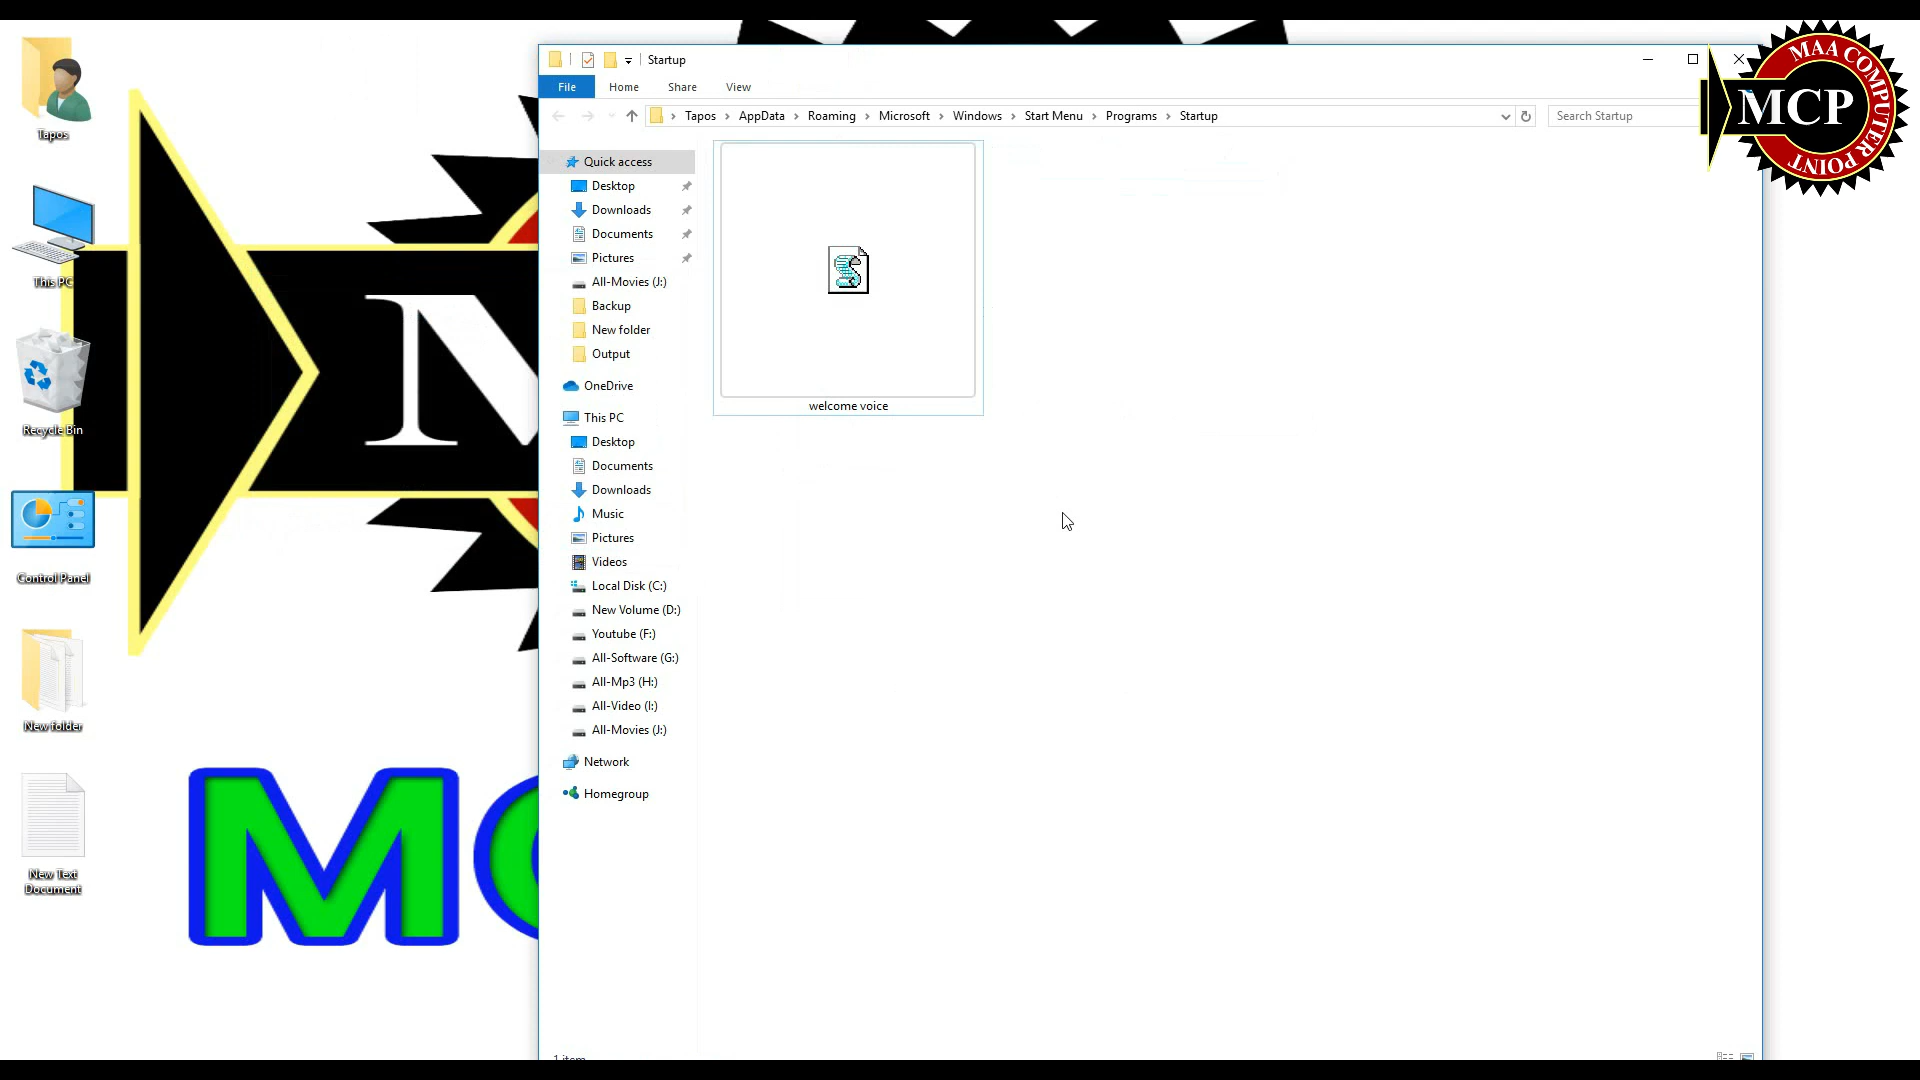 Startup
File
Home
Share
View
Tapos
AppData
Roaming
Microsoft
Windows
Start Menu
Programs
Startup
Search Startup
MAA COMPUTER POINT
MCP
Tapos
This PC
Recycle Bin
Control Panel
New folder
New Text
Document
Quick access
Desktop
Downloads
Documents
Pictures
All-Movies (J:)
Backup
New folder
Output
OneDrive
This PC
Desktop
Documents
Downloads
Music
Pictures
Videos
Local Disk (C:)
New Volume (D:)
Youtube (F:)
All-Software (G:)
All-Mp3 (H:)
All-Video (I:)
All-Movies (J:)
Network
Homegroup
welcome voice
1 item